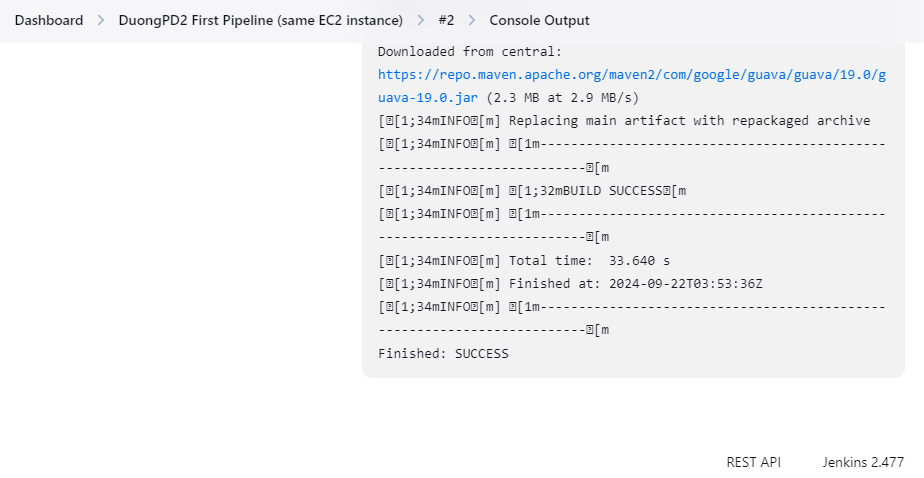 Dashboard > DuongPD2 First Pipeline (same EC2 instance) > #2 > Console Output
Downloaded from central:
https://repo.maven.apache.org/maven2/com/google/guava/guava/19.0/g
uava-19.0.jar (2.3 MB at 2.9 MB/s)
[␛[1;34mINFO␛[m] Replacing main artifact with repackaged archive
[␛[1;34mINFO␛[m] ␛[1m---------------------------------------------
---------------------------␛[m
[␛[1;34mINFO␛[m] ␛[1;32mBUILD SUCCESS␛[m
[␛[1;34mINFO␛[m] ␛[1m---------------------------------------------
---------------------------␛[m
[␛[1;34mINFO␛[m] Total time:  33.640 s
[␛[1;34mINFO␛[m] Finished at: 2024-09-22T03:53:36Z
[␛[1;34mINFO␛[m] ␛[1m---------------------------------------------
---------------------------␛[m
Finished: SUCCESS
REST API Jenkins 2.477